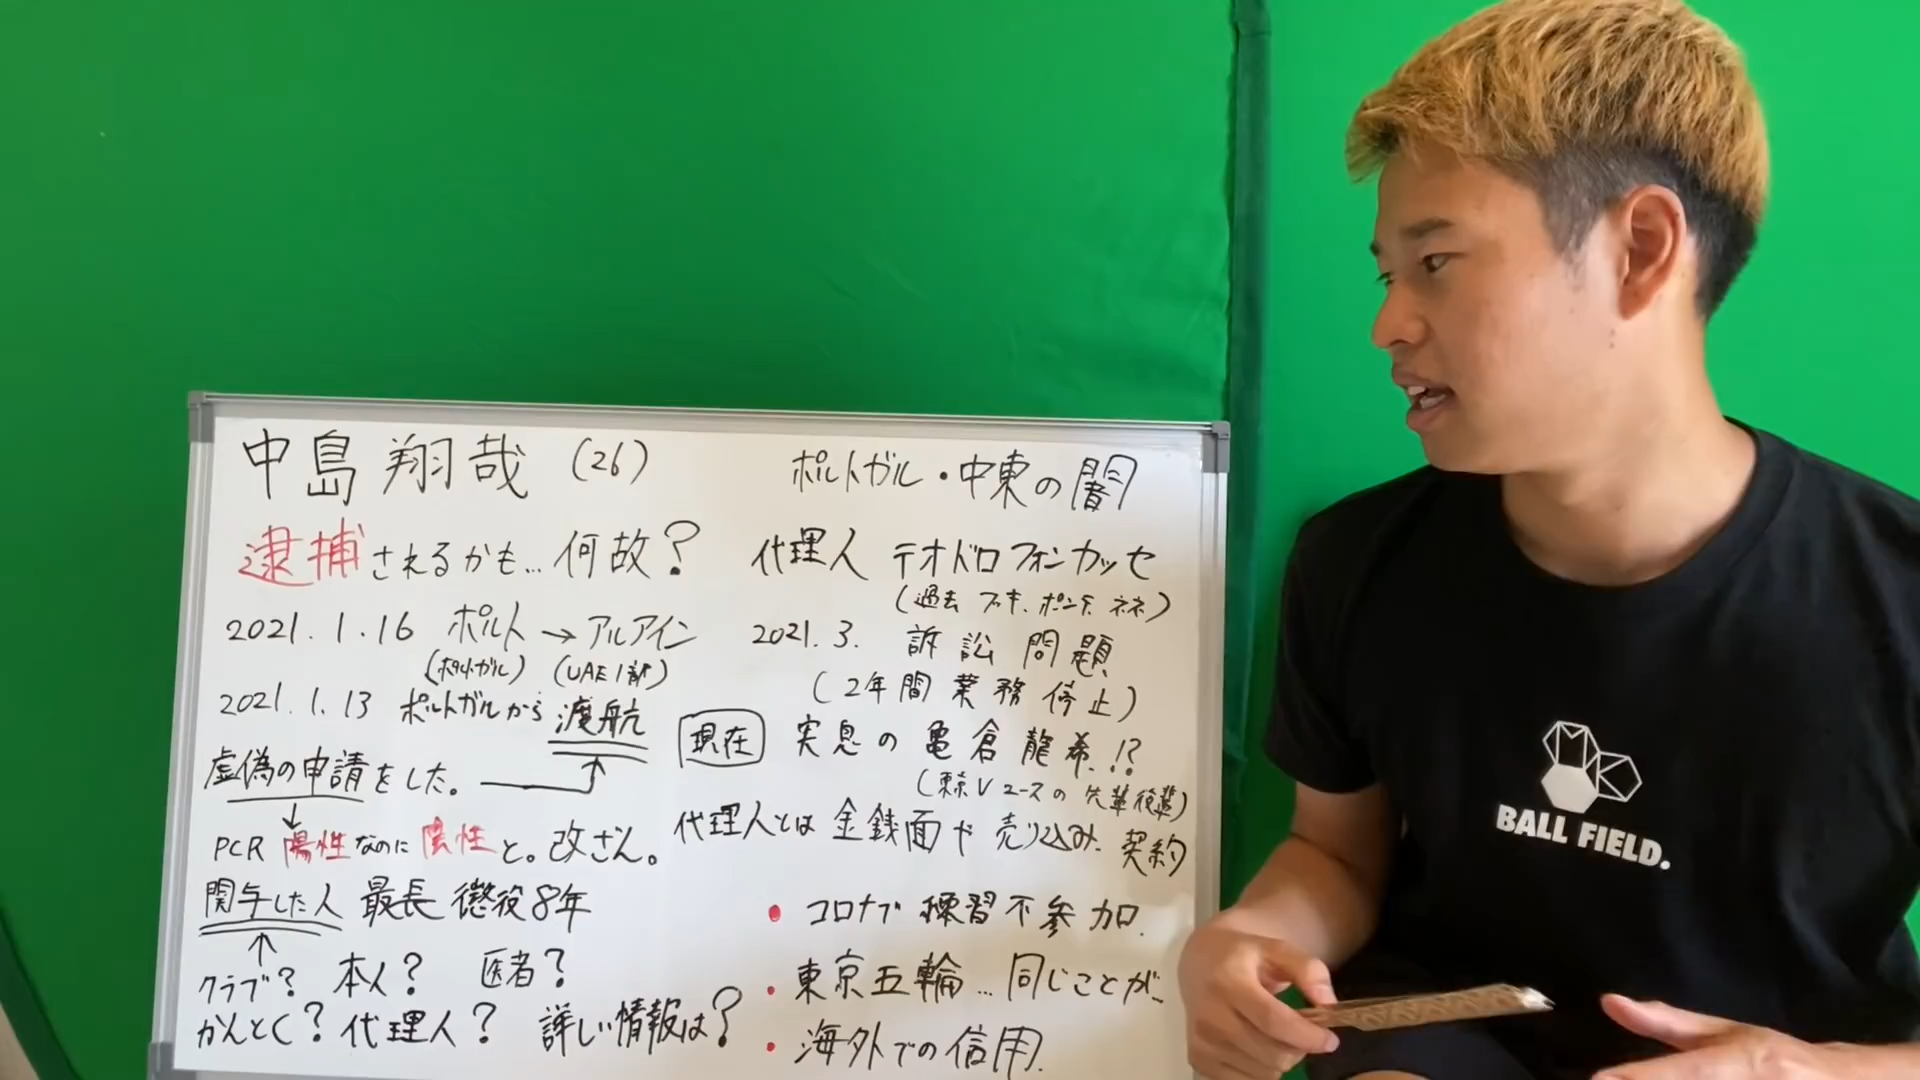 中島翔哉 (26)
逮捕されるかも…何故?
2021.1.16 ポルト→アルアイン
(ポルトガル) (UAE1部)
2021.1.13 ポルトガルから渡航
虚偽の申請をした。
PCR 陽性なのに陰性と。改ざん。
関与した人 最長 懲役8年
クラブ? 本人? 医者?
かんとく? 代理人? 詳しい情報は?
ポルトガル・中東の闇
代理人 テオドロフォンカッセ
(過去 ブッキ、ポンテ、ネネ)
2021.3. 訴訟問題
(2年間業務停止)
現在 実息の亀倉龍希!?
(東京Vユースの先輩後輩)
代理人とは金銭面や売り込み、契約
・コロナブ 練習不参加.
・東京五輪…同じことが…
・海外での信用.
BALL FIELD.